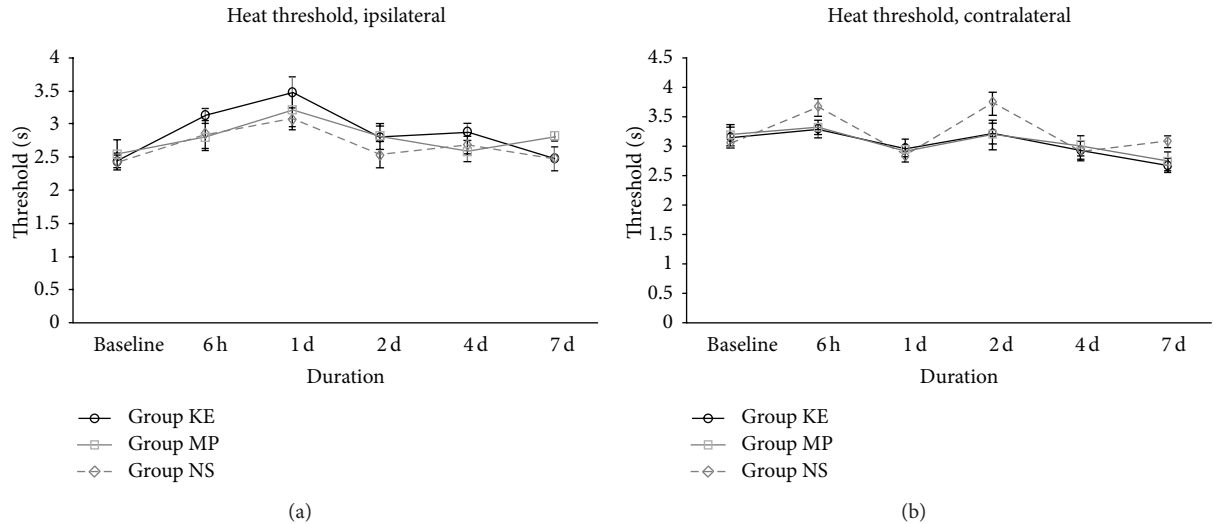 Heat threshold, ipsilateral
4
3.5
3
2.5
2
1.5
1
0.5
0
Threshold (s)
Baseline 6 h 1 d 2 d 4 d 7 d
Duration
Group KE
Group MP
Group NS
(a)
Heat threshold, contralateral
4.5
4
3.5
3
2.5
2
1.5
1
0.5
0
Threshold (s)
Baseline 6 h 1 d 2 d 4 d 7 d
Duration
Group KE
Group MP
Group NS
(b)